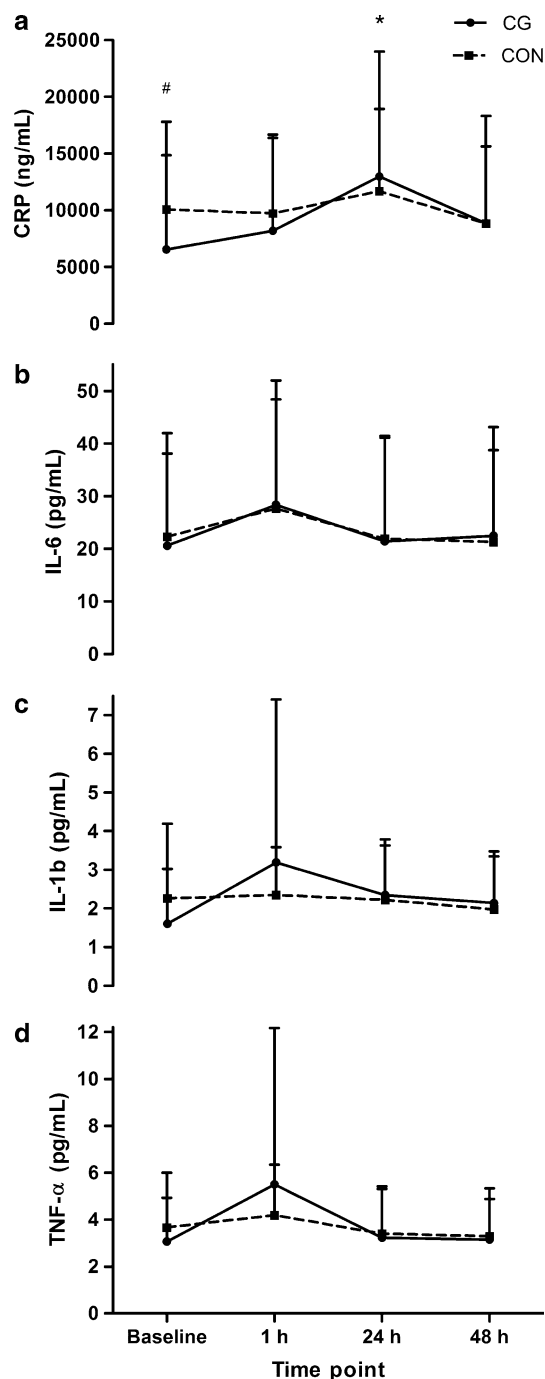 a
CG
CON
*
#
25000
20000
15000
10000
5000
0
CRP (ng/mL)
b
50
40
30
20
10
0
IL-6 (pg/mL)
c
7
6
5
4
3
2
1
0
IL-1b (pg/mL)
d
12
10
8
6
4
2
0
TNF-α (pg/mL)
Baseline 1 h 24 h 48 h
Time point